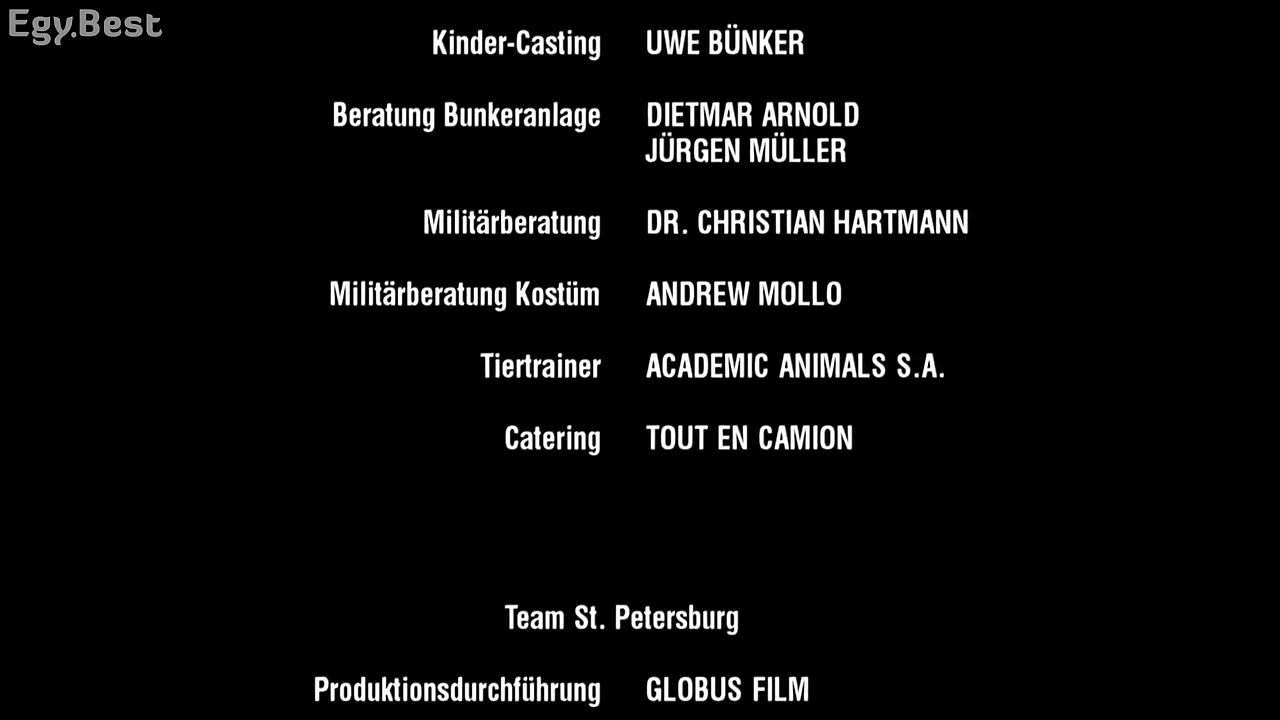 Egy.Best
Kinder-Casting UWE BÜNKER
Beratung Bunkeranlage DIETMAR ARNOLD
JÜRGEN MÜLLER
Militärberatung DR. CHRISTIAN HARTMANN
Militärberatung Kostüm ANDREW MOLLO
Tiertrainer ACADEMIC ANIMALS S.A.
Catering TOUT EN CAMION
Team St. Petersburg
Produktionsdurchführung GLOBUS FILM